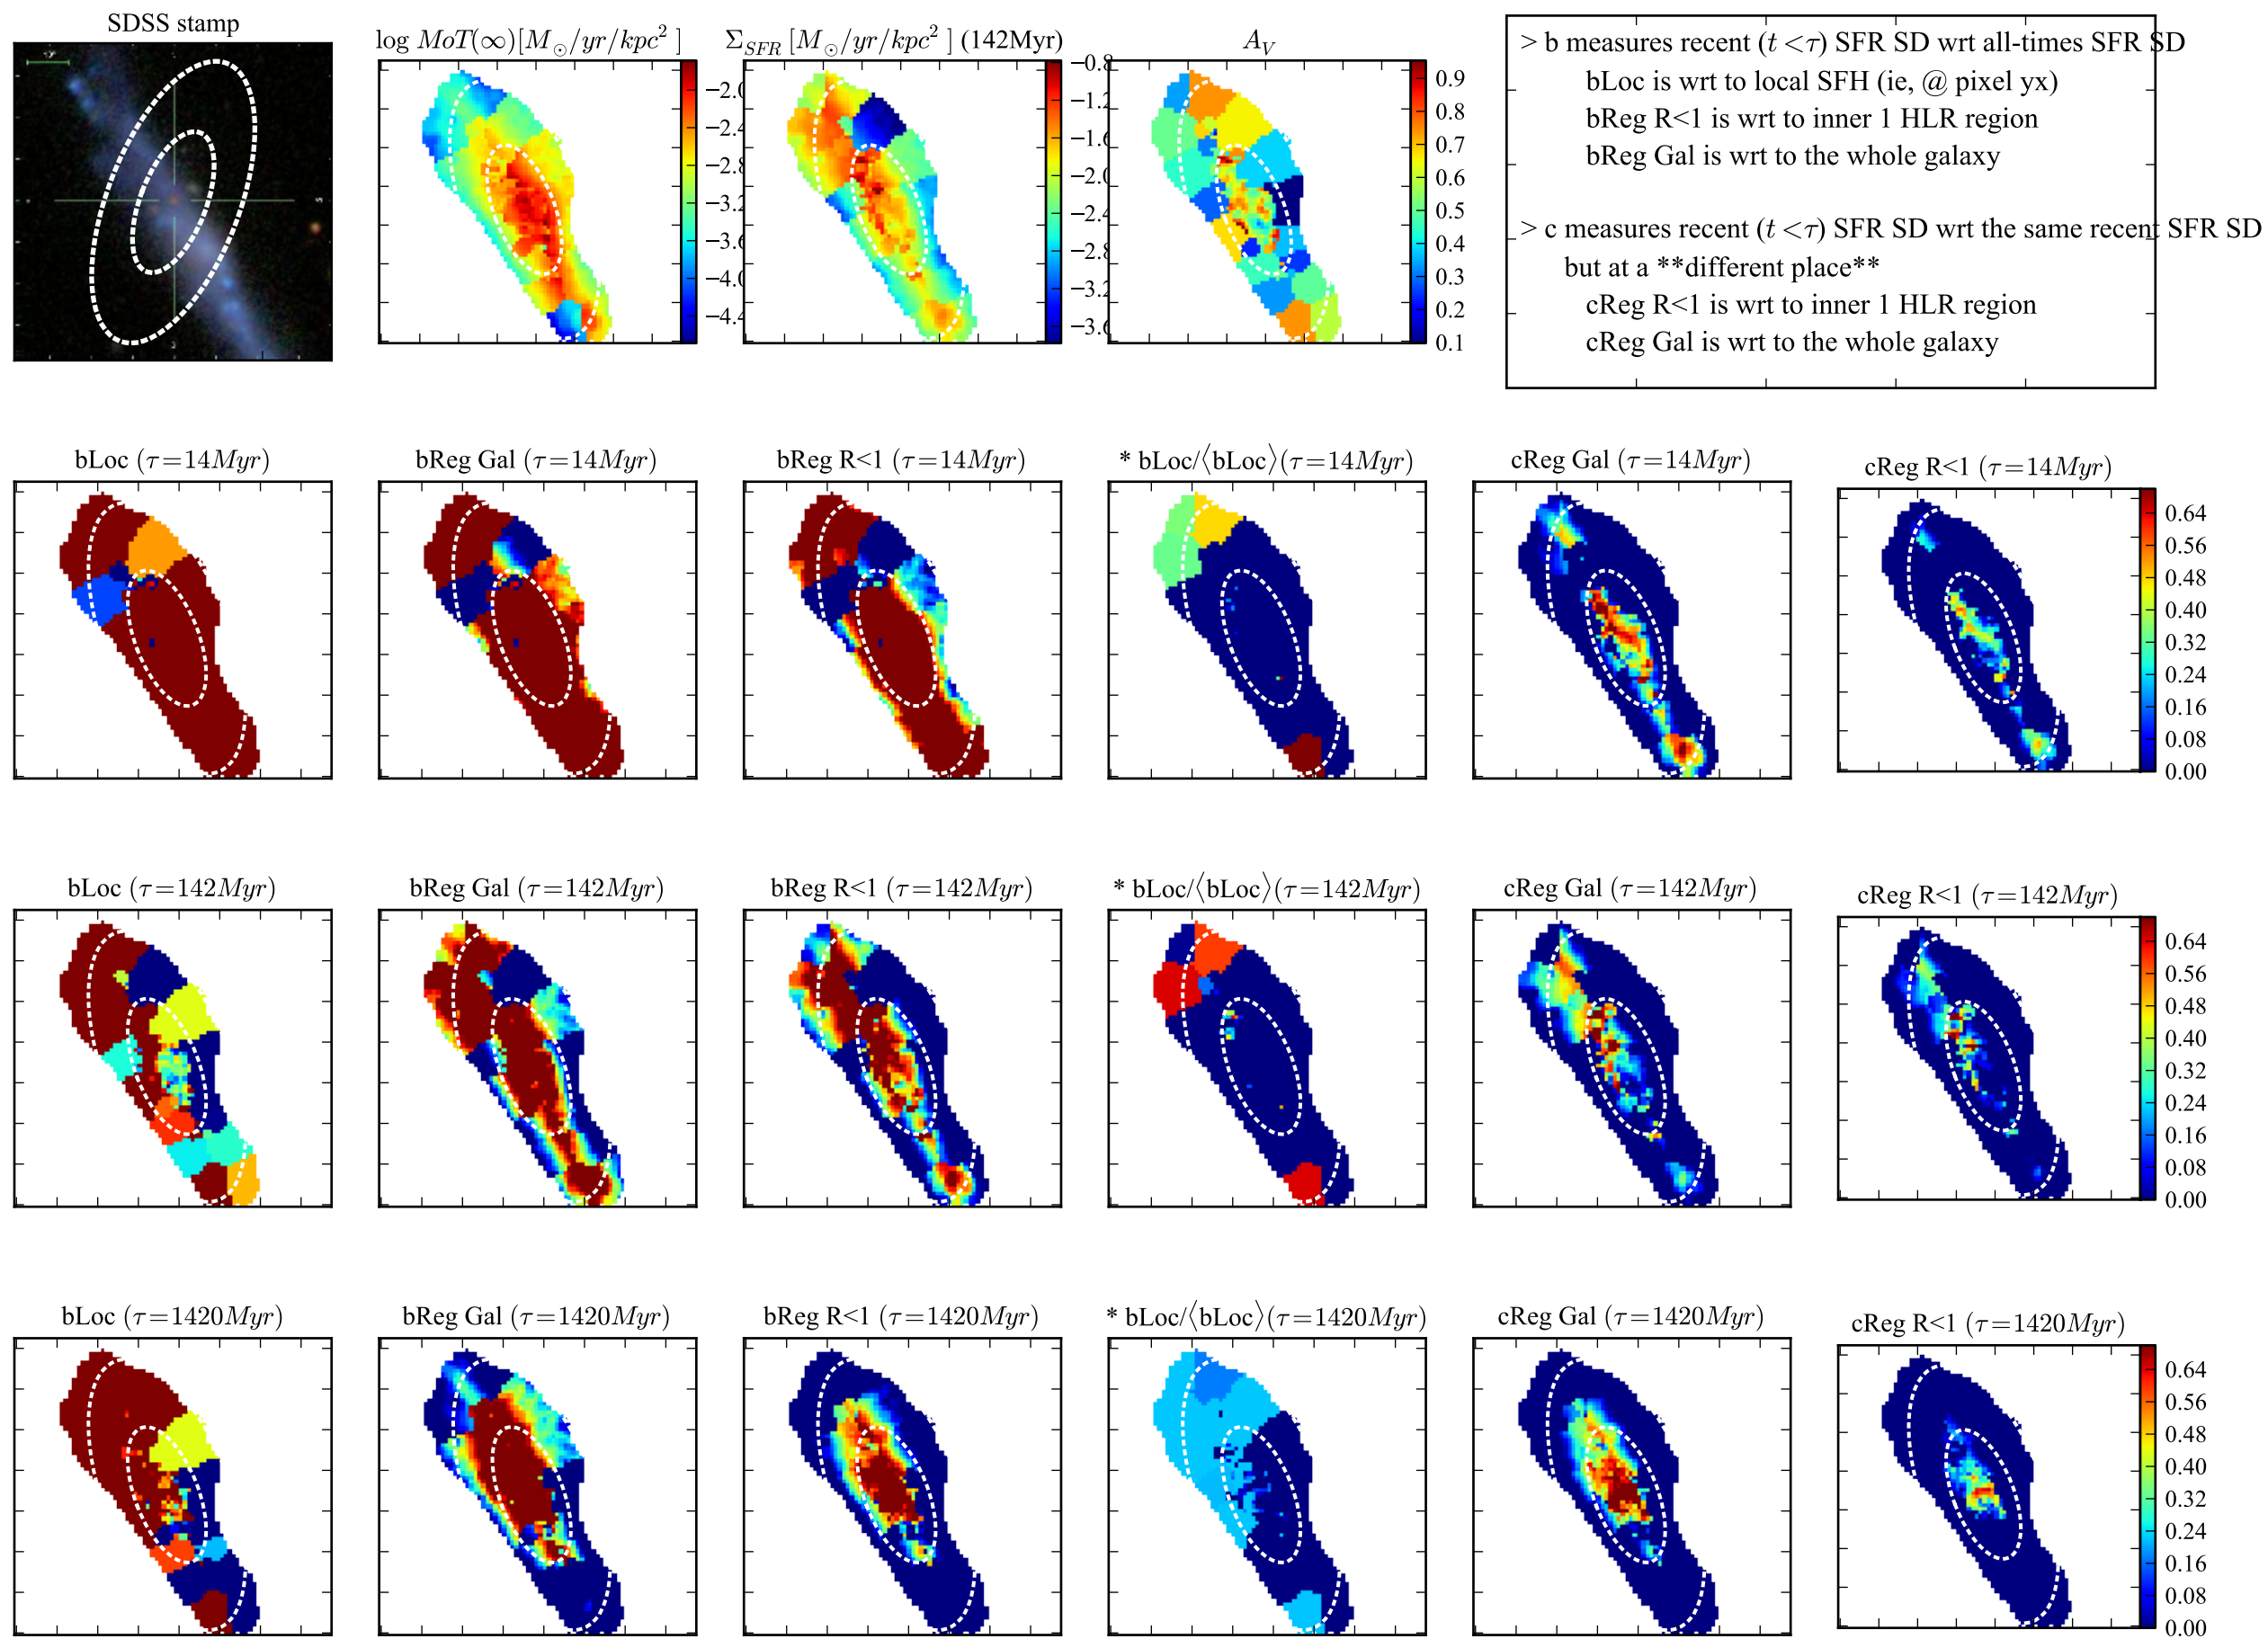 SDSS stamp
log MoT(∞)[M⊙/yr/kpc² ]
Σ_SFR [M⊙/yr/kpc² ] (142Myr)
A_V
−2.0
−2.4
−2.8
−3.2
−3.6
−4.0
−4.4
−0.8
−1.2
−1.6
−2.0
−2.4
−2.8
−3.2
−3.6
0.9
0.8
0.7
0.6
0.5
0.4
0.3
0.2
0.1
> b measures recent (t <τ) SFR SD wrt all-times SFR SD
bLoc is wrt to local SFH (ie, @ pixel yx)
bReg R<1 is wrt to inner 1 HLR region
bReg Gal is wrt to the whole galaxy
> c measures recent (t <τ) SFR SD wrt the same recent SFR SD
but at a **different place**
cReg R<1 is wrt to inner 1 HLR region
cReg Gal is wrt to the whole galaxy
bLoc (τ=14Myr)
bReg Gal (τ=14Myr)
bReg R<1 (τ=14Myr)
* bLoc/⟨bLoc⟩(τ=14Myr)
cReg Gal (τ=14Myr)
cReg R<1 (τ=14Myr)
0.64
0.56
0.48
0.40
0.32
0.24
0.16
0.08
0.00
bLoc (τ=142Myr)
bReg Gal (τ=142Myr)
bReg R<1 (τ=142Myr)
* bLoc/⟨bLoc⟩(τ=142Myr)
cReg Gal (τ=142Myr)
cReg R<1 (τ=142Myr)
0.64
0.56
0.48
0.40
0.32
0.24
0.16
0.08
0.00
bLoc (τ=1420Myr)
bReg Gal (τ=1420Myr)
bReg R<1 (τ=1420Myr)
* bLoc/⟨bLoc⟩(τ=1420Myr)
cReg Gal (τ=1420Myr)
cReg R<1 (τ=1420Myr)
0.64
0.56
0.48
0.40
0.32
0.24
0.16
0.08
0.00